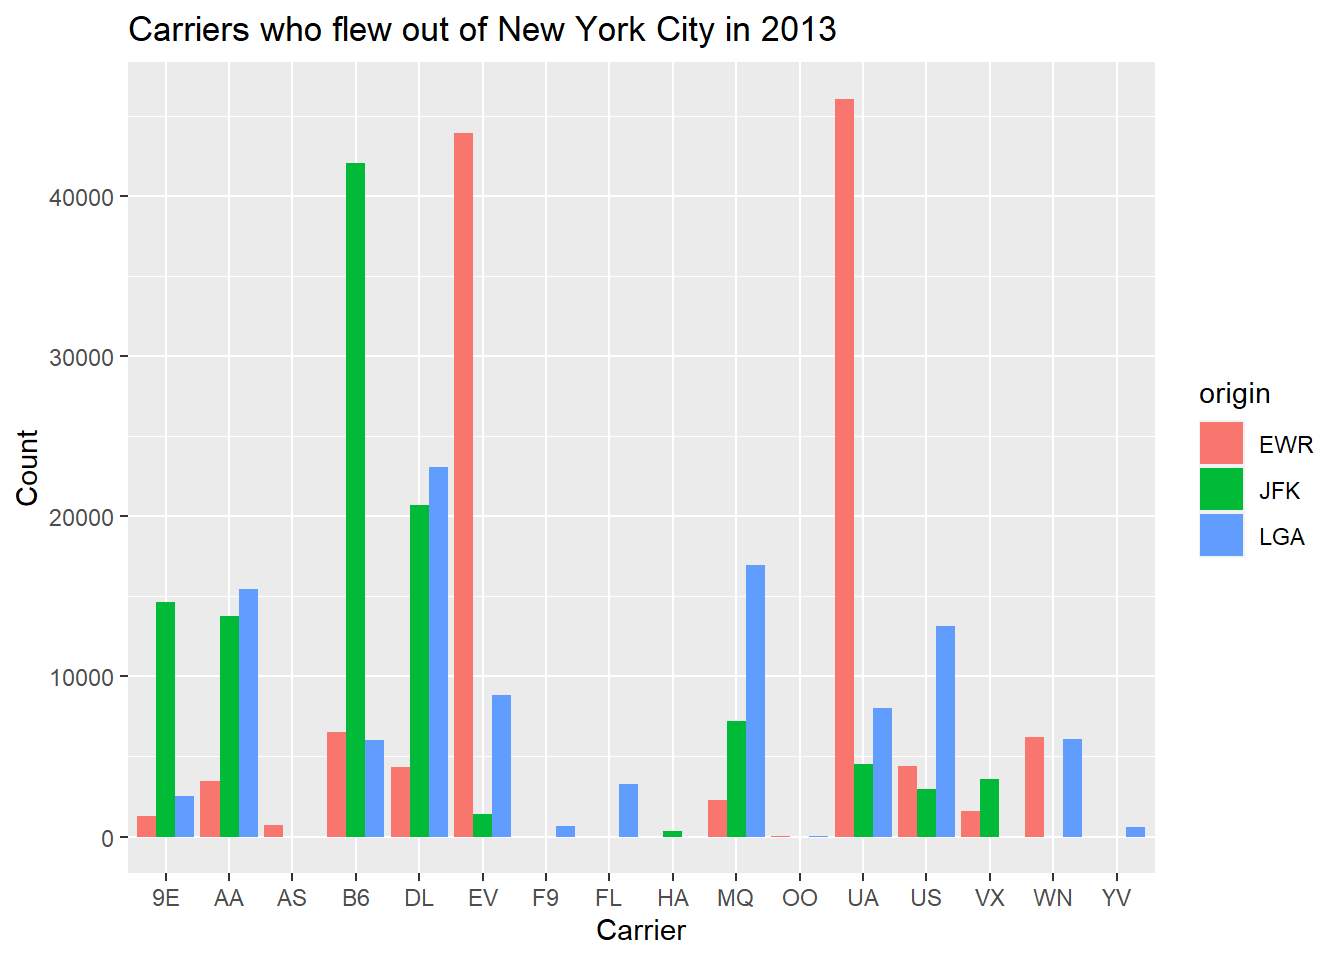 Carriers who flew out of New York City in 2013
Count
40000
30000
20000
10000
0
9E AA AS B6 DL EV F9 FL HA MQ OO UA US VX WN YV
Carrier
origin
EWR
JFK
LGA